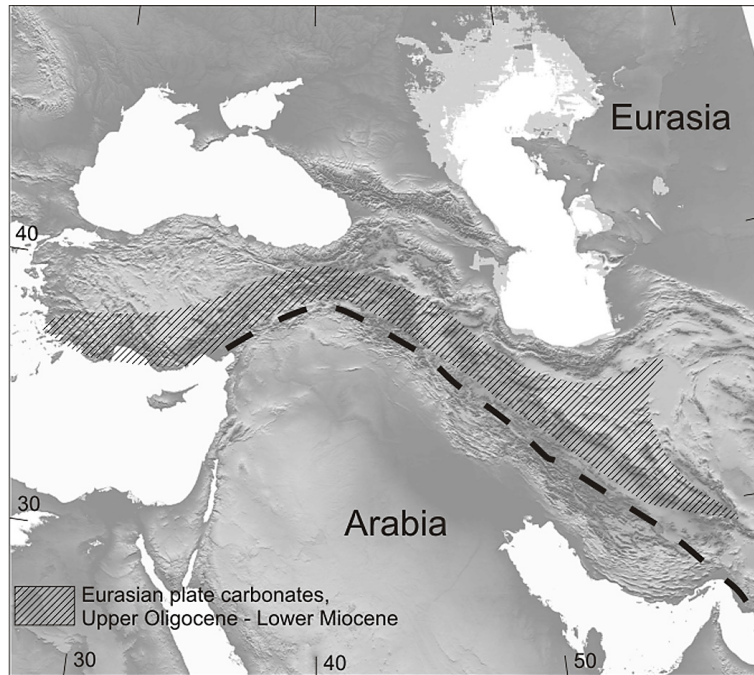 Eurasia
40
30
Arabia
Eurasian plate carbonates,
Upper Oligocene - Lower Miocene
30
40
50